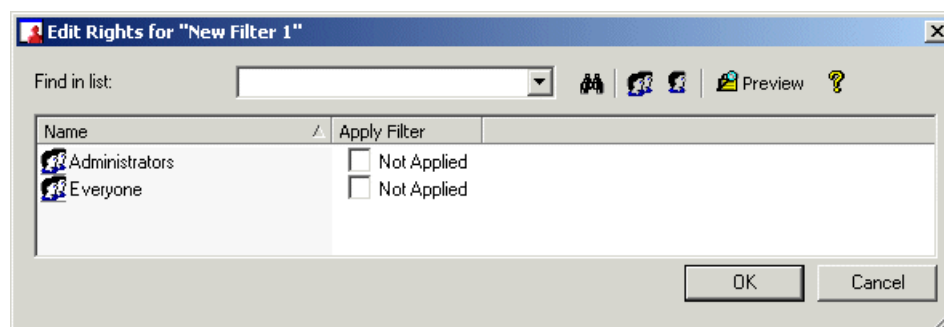 Edit Rights for "New Filter 1"
Find in list:
Preview
Name Apply Filter
Administrators Not Applied
Everyone Not Applied
OK Cancel